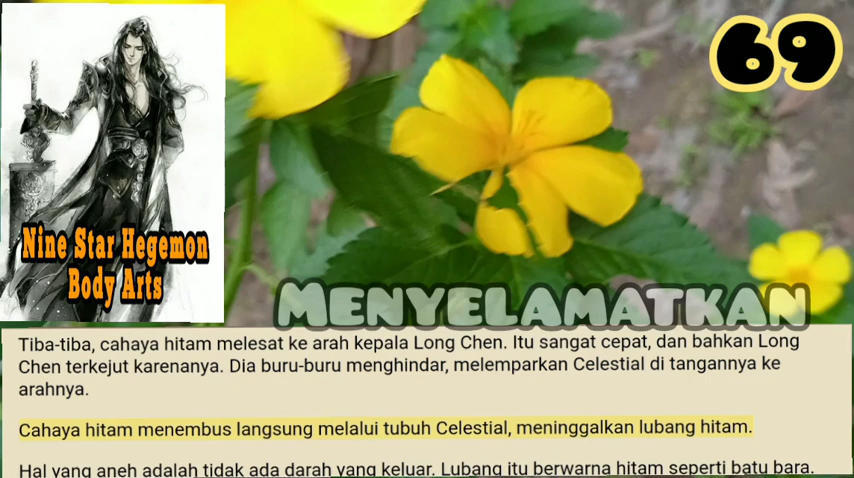 69
Nine Star Hegemon
Body Arts
MENYELAMATKAN
Tiba-tiba, cahaya hitam melesat ke arah kepala Long Chen. Itu sangat cepat, dan bahkan Long
Chen terkejut karenanya. Dia buru-buru menghindar, melemparkan Celestial di tangannya ke
arahnya.
Cahaya hitam menembus langsung melalui tubuh Celestial, meninggalkan lubang hitam.
Hal yang aneh adalah tidak ada darah yang keluar. Lubang itu berwarna hitam seperti batu bara.